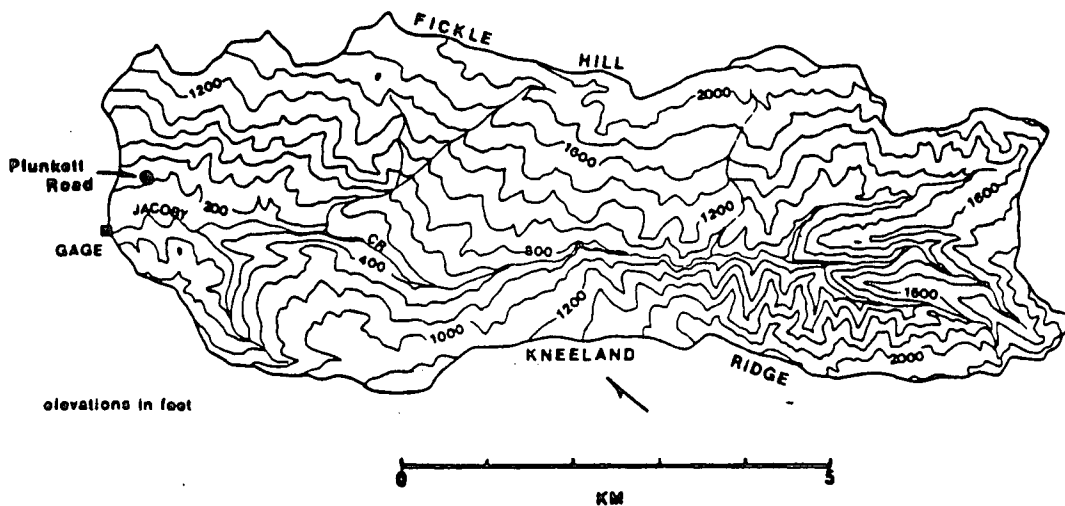 FICKLE
HILL
1200
2000
Plunkett
Road
1600
1600
200
1200
JACOBY
GAGE
CR
800
400
1600
1200
1000
KNEELAND
RIDGE
2000
elevations in feet
0
5
KM